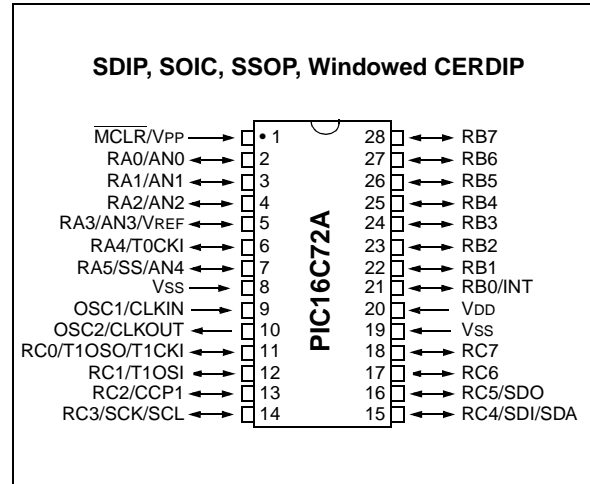 SDIP, SOIC, SSOP, Windowed CERDIP
MCLR/VPP • 1 28 RB7
RA0/AN0 2 27 RB6
RA1/AN1 3 26 RB5
RA2/AN2 4 25 RB4
RA3/AN3/VREF 5 24 RB3
RA4/T0CKI 6 23 RB2
RA5/SS/AN4 7 22 RB1
VSS 8 21 RB0/INT
OSC1/CLKIN 9 20 VDD
OSC2/CLKOUT 10 19 VSS
RC0/T1OSO/T1CKI 11 18 RC7
RC1/T1OSI 12 17 RC6
RC2/CCP1 13 16 RC5/SDO
RC3/SCK/SCL 14 15 RC4/SDI/SDA
PIC16C72A